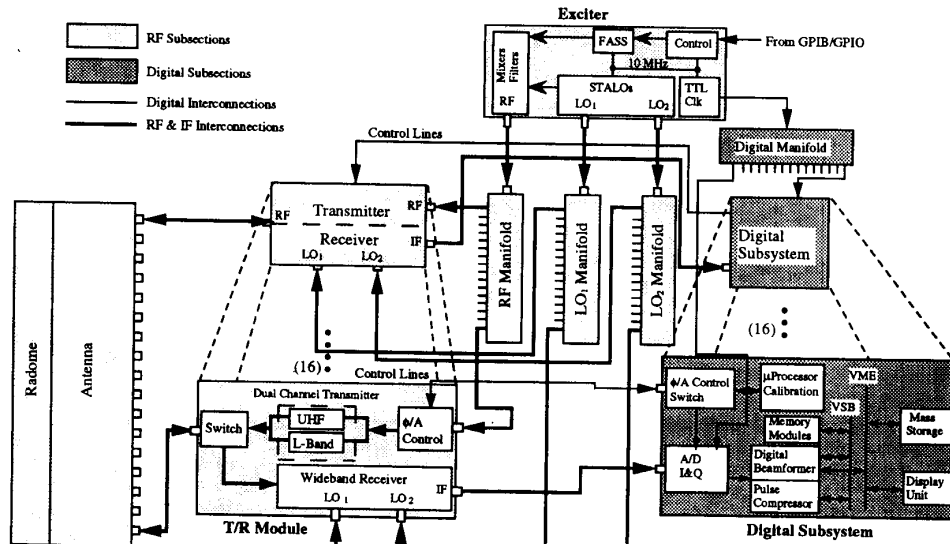 Exciter
RF Subsections
Digital Subsections
Digital Interconnections
RF & IF Interconnections
Mixers
Filters
RF
FASS
Control
From GPIB/GPIO
10 MHz
STALOs
LO1
LO2
TTL
Clk
Control Lines
Digital Manifold
RF
Transmitter
RF
Receiver
IF
LO1
LO2
RF Manifold
LO1 Manifold
LO2 Manifold
Digital
Subsystem
(16)
(16)
Radome
Antenna
Control Lines
Dual Channel Transmitter
Switch
UHF
L-Band
ϕ/A
Control
Wideband Receiver
LO 1
LO 2
IF
T/R Module
ϕ/A Control
Switch
μProcessor
Calibration
VME
VSB
Memory
Modules
Mass
Storage
A/D
I&Q
Digital
Beamformer
Pulse
Compressor
Display
Unit
Digital Subsystem